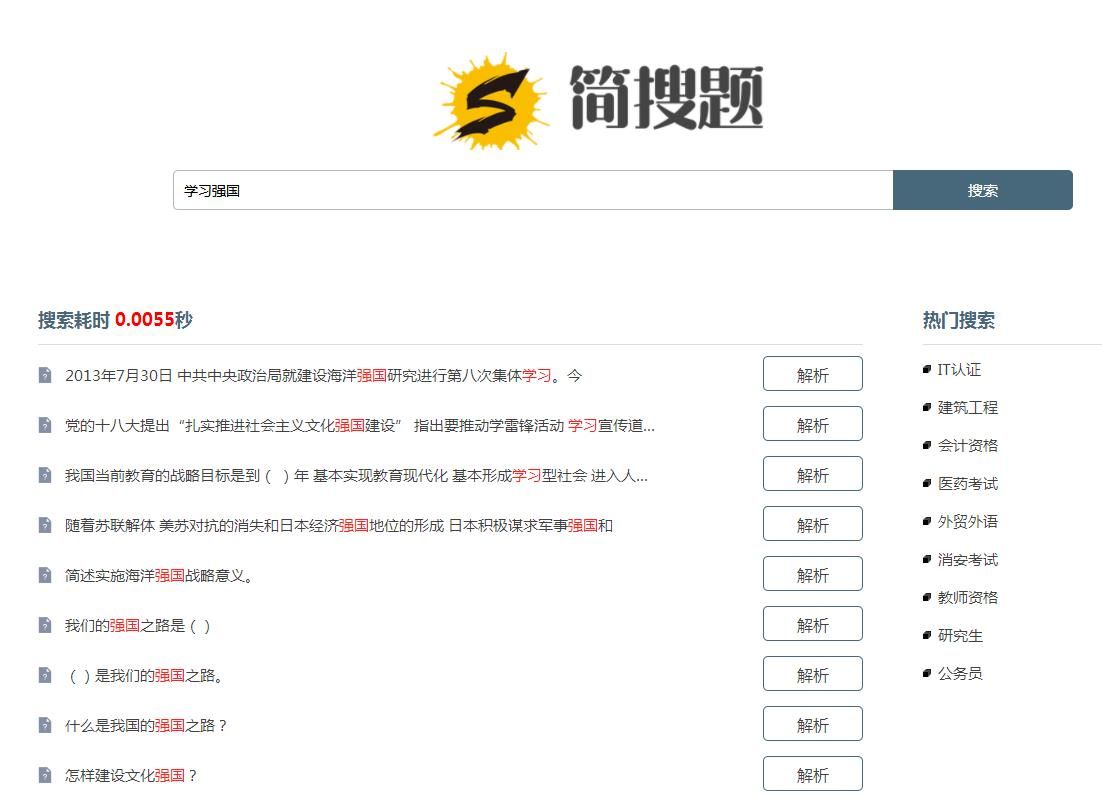 简搜题
学习强国
搜索
搜索耗时 0.0055秒
2013年7月30日 中共中央政治局就建设海洋强国研究进行第八次集体学习。今
解析
党的十八大提出“扎实推进社会主义文化强国建设” 指出要推动学雷锋活动 学习宣传道...
解析
我国当前教育的战略目标是到（ ）年 基本实现教育现代化 基本形成学习型社会 进入人...
解析
随着苏联解体 美苏对抗的消失和日本经济强国地位的形成 日本积极谋求军事强国和
解析
简述实施海洋强国战略意义。
解析
我们的强国之路是（ ）
解析
（ ）是我们的强国之路。
解析
什么是我国的强国之路？
解析
怎样建设文化强国？
解析
热门搜索
IT认证
建筑工程
会计资格
医药考试
外贸外语
消安考试
教师资格
研究生
公务员